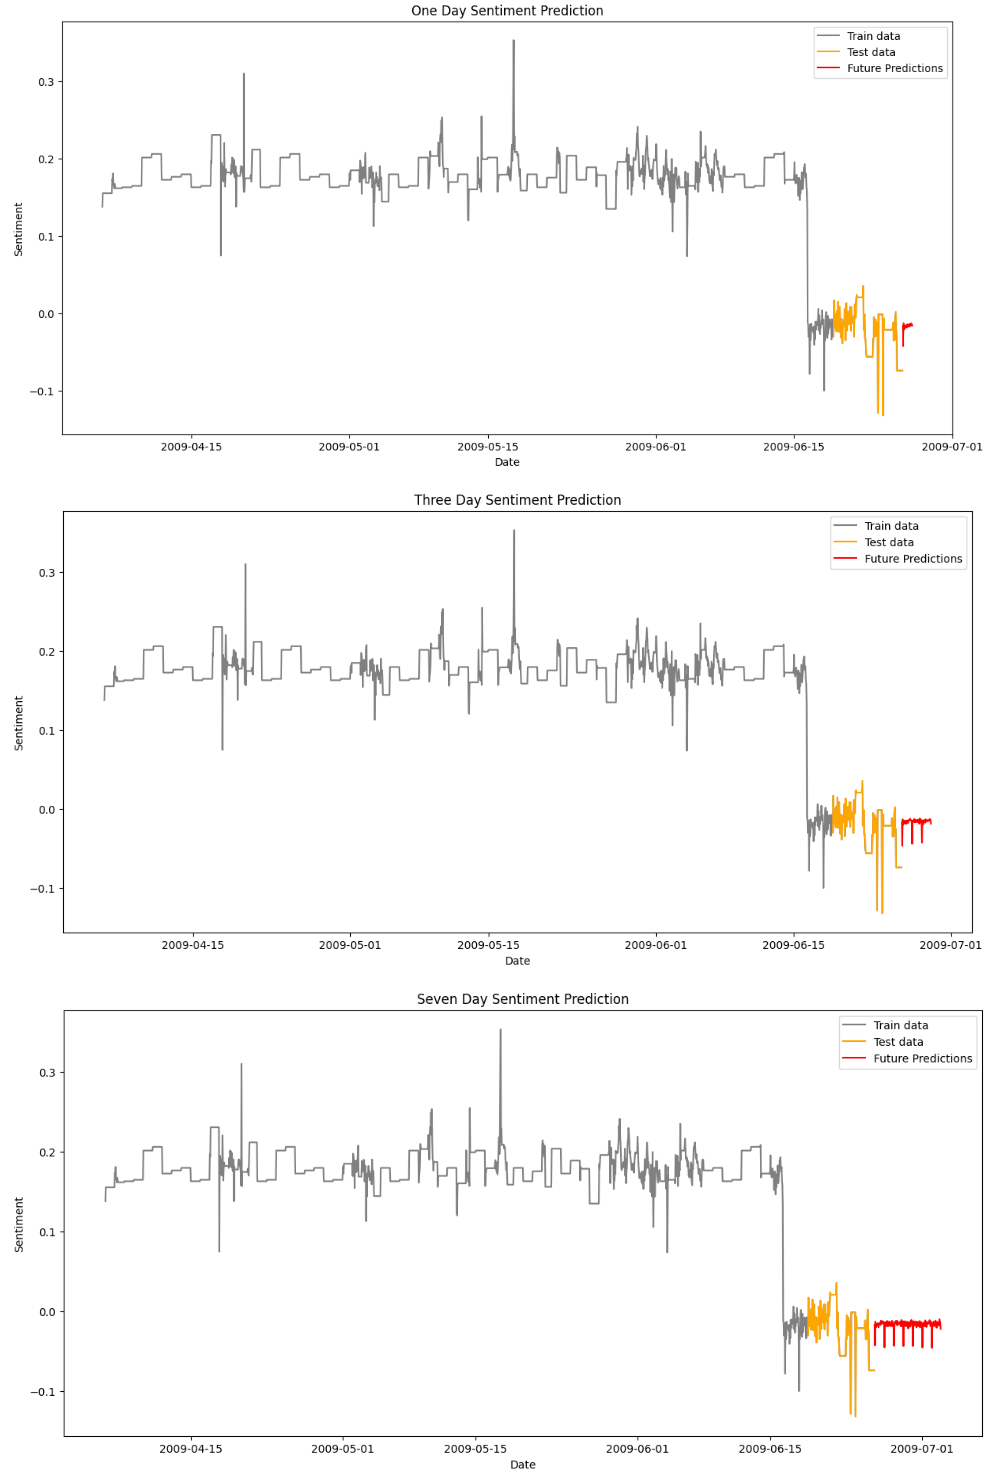 One Day Sentiment Prediction
Train data
Test data
Future Predictions
0.3
0.2
0.1
0.0
−0.1
Sentiment
2009-04-15 2009-05-01 2009-05-15 2009-06-01 2009-06-15 2009-07-01
Date
Three Day Sentiment Prediction
Train data
Test data
Future Predictions
0.3
0.2
0.1
0.0
−0.1
Sentiment
2009-04-15 2009-05-01 2009-05-15 2009-06-01 2009-06-15 2009-07-01
Date
Seven Day Sentiment Prediction
Train data
Test data
Future Predictions
0.3
0.2
0.1
0.0
−0.1
Sentiment
2009-04-15 2009-05-01 2009-05-15 2009-06-01 2009-06-15 2009-07-01
Date